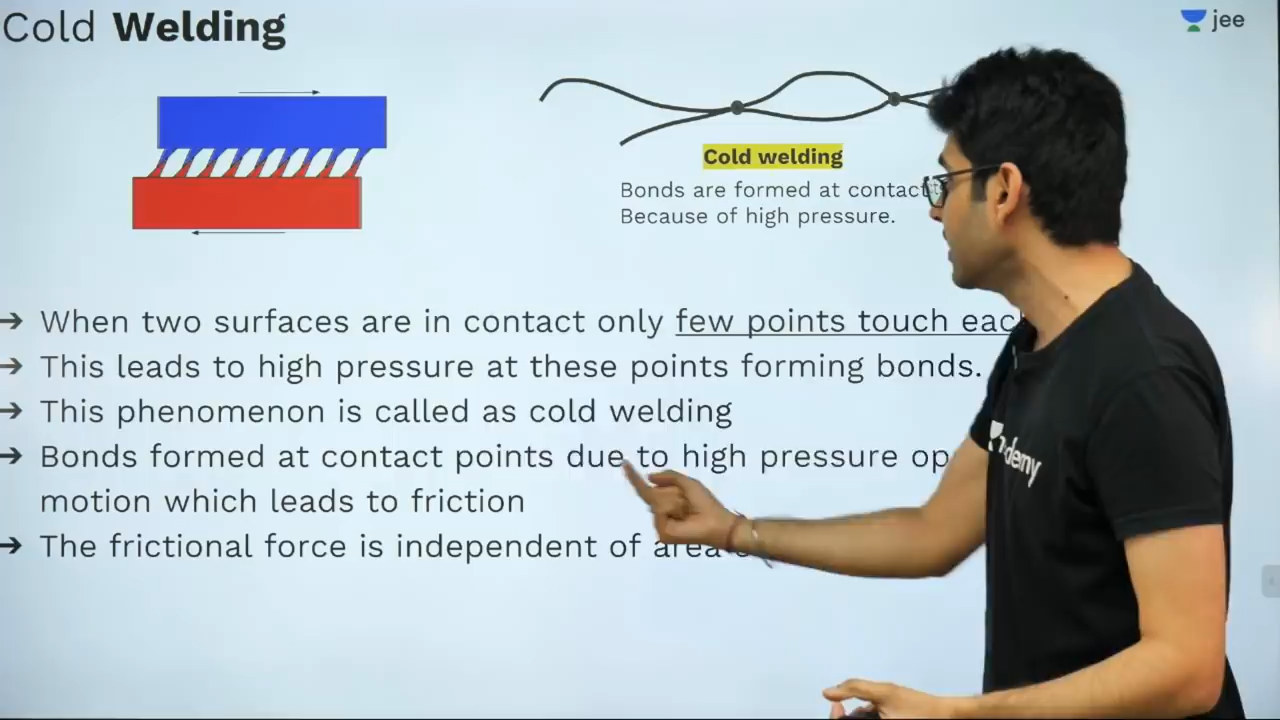 Cold Welding
jee
Cold welding
Bonds are formed at contact
Because of high pressure.
→ When two surfaces are in contact only few points touch
→ This leads to high pressure at these points forming bonds.
→ This phenomenon is called as cold welding
→ Bonds formed at contact points due to high pressure
motion which leads to friction
→ The frictional force is independent of area